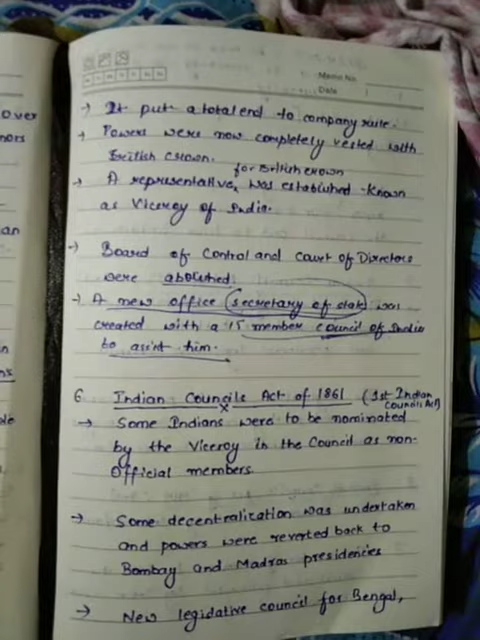 Memo No.
Date
over
nors
an
→ It put a total end to company rule.
→ Powers were now completely vested with
British crown.
for British crown
→ A representative, was established known
as Viceroy of India.
→ Board of Control and Court of Directors
were abolished.
→ A new office (secretary of state) was
created with a 15 member council of India
to assist him.
6 Indian Councils Act of 1861 (1st Indian
Councils Act)
→ Some Indians were to be nominated
by the Viceroy in the Council as non-
Official members
→ Some decentralication was undertaken
and powers were reverted back to
Bombay and Madras presidencies
→ New legislative council for Bengal,